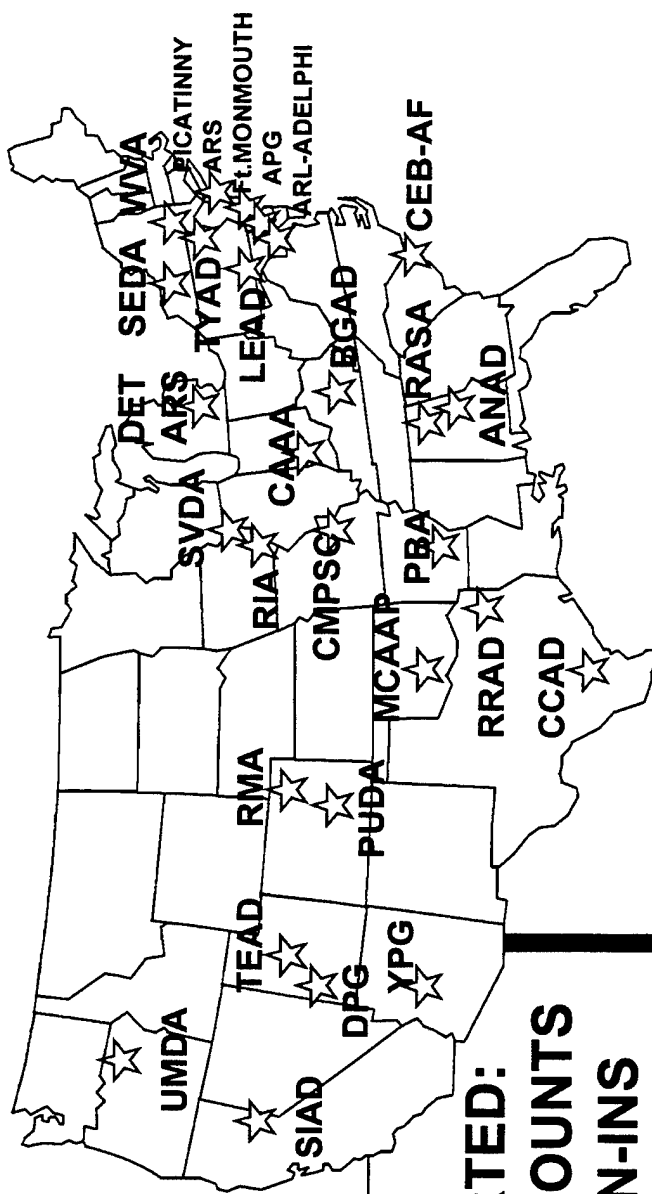 SEDA
WVA
PICATINNY
ARS
Ft.MONMOUTH
APG
ARL-ADELPHI
TYAD
LEAD
DET
ARS
SVDA
RIA
CAAA
BGAD
CMPSC
CEB-AF
RASA
ANAD
PBA
MCAAP
RRAD
CCAD
RMA
PUDA
TEAD
DPG
YPG
UMDA
SIAD
ATED:
OUNTS
N-INS